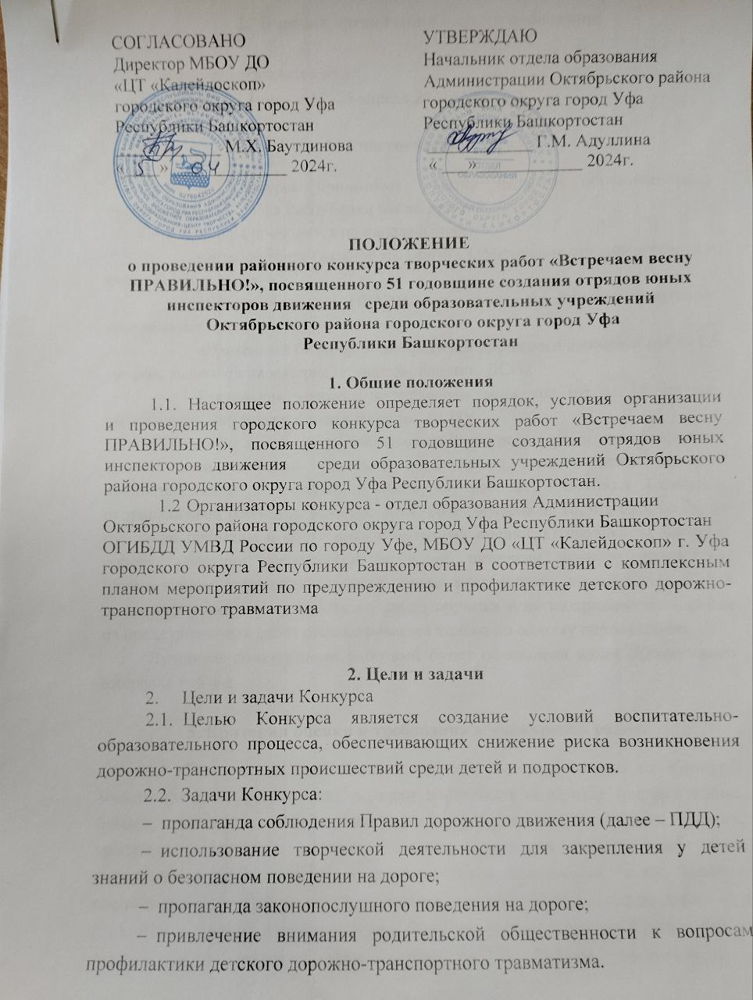 СОГЛАСОВАНО
Директор МБОУ ДО
«ЦТ «Калейдоскоп»
городского округа город Уфа
Республики Башкортостан
М.Х. Баутдинова
« 5 » 04 2024г.
УТВЕРЖДАЮ
Начальник отдела образования
Администрации Октябрьского района
городского округа город Уфа
Республики Башкортостан
Г.М. Адуллина
« » 2024г.
ОТДЕЛ
ОБРАЗОВАНИЯ
ПОЛОЖЕНИЕ
о проведении районного конкурса творческих работ «Встречаем весну
ПРАВИЛЬНО!», посвященного 51 годовщине создания отрядов юных
инспекторов движения среди образовательных учреждений
Октябрьского района городского округа город Уфа
Республики Башкортостан
1. Общие положения
1.1. Настоящее положение определяет порядок, условия организации
и проведения городского конкурса творческих работ «Встречаем весну
ПРАВИЛЬНО!», посвященного 51 годовщине создания отрядов юных
инспекторов движения среди образовательных учреждений Октябрьского
района городского округа город Уфа Республики Башкортостан.
1.2 Организаторы конкурса - отдел образования Администрации
Октябрьского района городского округа город Уфа Республики Башкортостан
ОГИБДД УМВД России по городу Уфе, МБОУ ДО «ЦТ «Калейдоскоп» г. Уфа
городского округа Республики Башкортостан в соответствии с комплексным
планом мероприятий по предупреждению и профилактике детского дорожно-
транспортного травматизма
2. Цели и задачи
2. Цели и задачи Конкурса
2.1. Целью Конкурса является создание условий воспитательно-
образовательного процесса, обеспечивающих снижение риска возникновения
дорожно-транспортных происшествий среди детей и подростков.
2.2. Задачи Конкурса:
– пропаганда соблюдения Правил дорожного движения (далее – ПДД);
– использование творческой деятельности для закрепления у детей
знаний о безопасном поведении на дороге;
– пропаганда законопослушного поведения на дороге;
– привлечение внимания родительской общественности к вопросам
профилактики детского дорожно-транспортного травматизма.